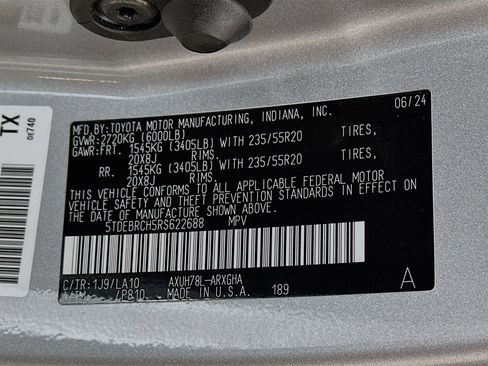 MFD.BY:TOYOTA MOTOR MANUFACTURING, INDIANA, INC. 06/24
GVWR:2720KG (6000LB)
GAWR:FRT. 1545KG (3405LB) WITH 235/55R20 TIRES,
20X8J RIMS.
RR. 1545KG (3405LB) WITH 235/55R20 TIRES,
20X8J RIMS.
THIS VEHICLE CONFORMS TO ALL APPLICABLE FEDERAL MOTOR
VEHICLE SAFETY AND THEFT PREVENTION STANDARDS IN EFFECT
ON THE DATE OF MANUFACTURE SHOWN ABOVE.
5TDEBRCH5RS622688 MPV
C/TR:1J9/LA10 AXUH78L-ARXGHA
/P810 MADE IN U.S.A. 189
A
TX
0E740